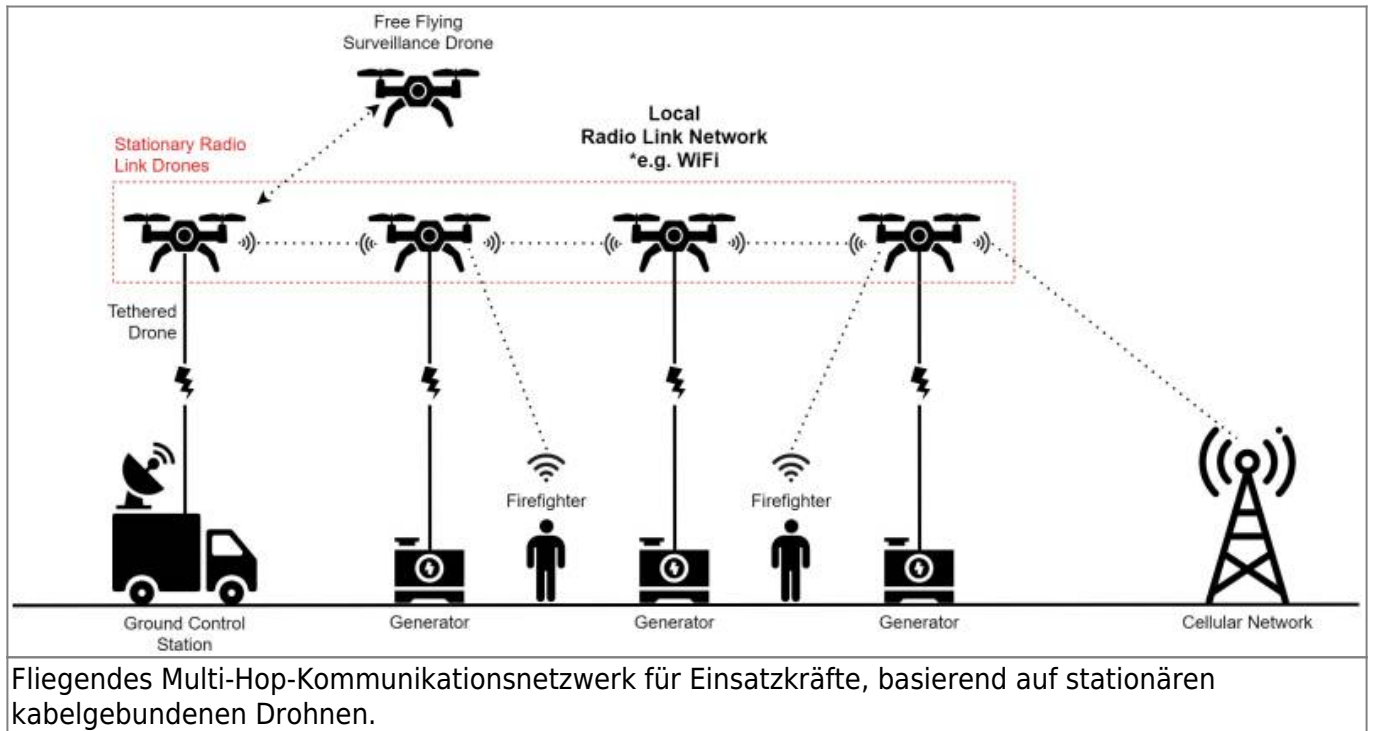 Free Flying
Surveillance Drone
Local
Radio Link Network
*e.g. WiFi
Stationary Radio
Link Drones
Tethered
Drone
Firefighter
Firefighter
Ground Control
Station
Generator
Generator
Generator
Cellular Network
Fliegendes Multi-Hop-Kommunikationsnetzwerk für Einsatzkräfte, basierend auf stationären
kabelgebundenen Drohnen.